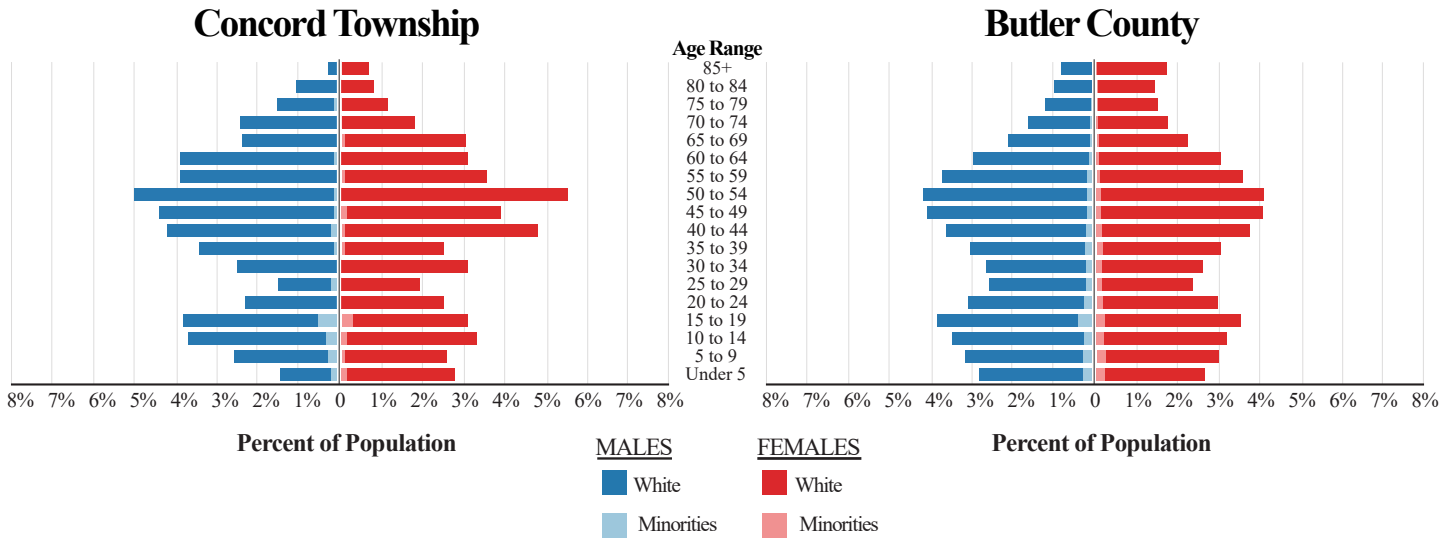 Concord Township
Butler County
Age Range
85+
80 to 84
75 to 79
70 to 74
65 to 69
60 to 64
55 to 59
50 to 54
45 to 49
40 to 44
35 to 39
30 to 34
25 to 29
20 to 24
15 to 19
10 to 14
5 to 9
Under 5
8% 7% 6% 5% 4% 3% 2% 1% 0 1% 2% 3% 4% 5% 6% 7% 8%
8% 7% 6% 5% 4% 3% 2% 1% 0 1% 2% 3% 4% 5% 6% 7% 8%
Percent of Population
Percent of Population
MALES
FEMALES
White
White
Minorities
Minorities